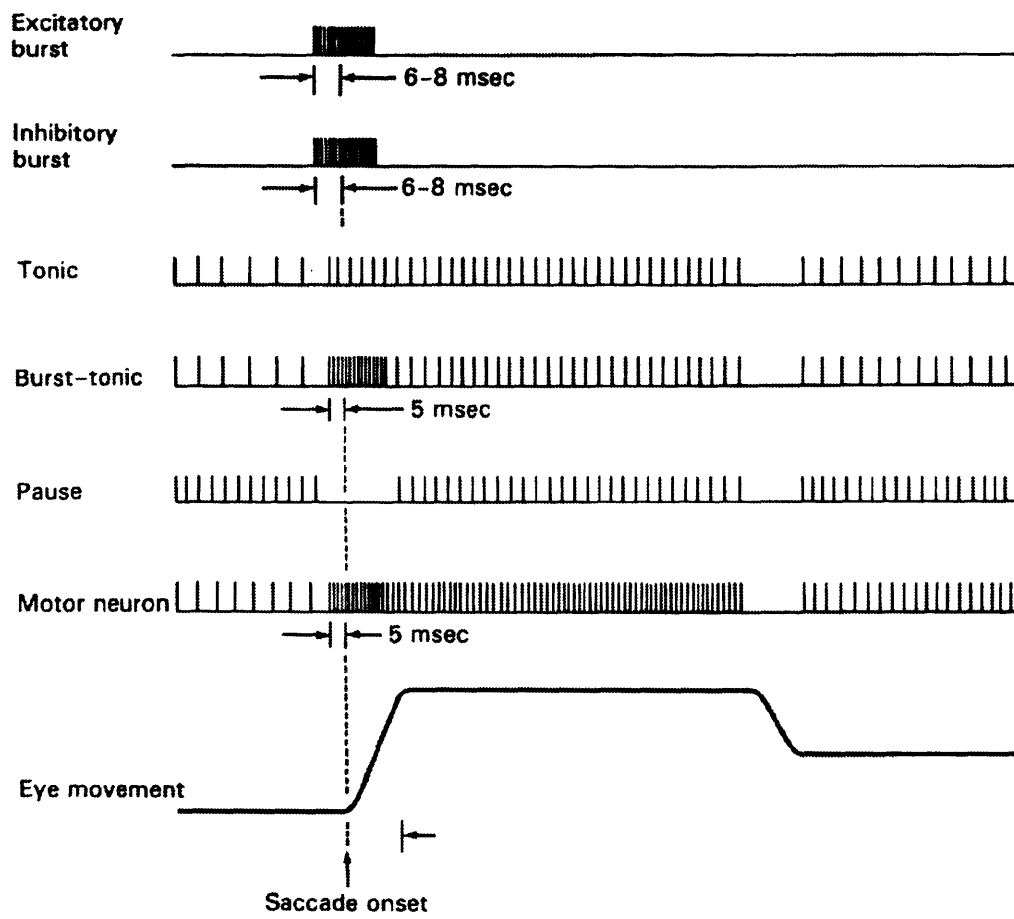 Excitatory
burst
6-8 msec
Inhibitory
burst
6-8 msec
Tonic
Burst-tonic
5 msec
Pause
Motor neuron
5 msec
Eye movement
Saccade onset